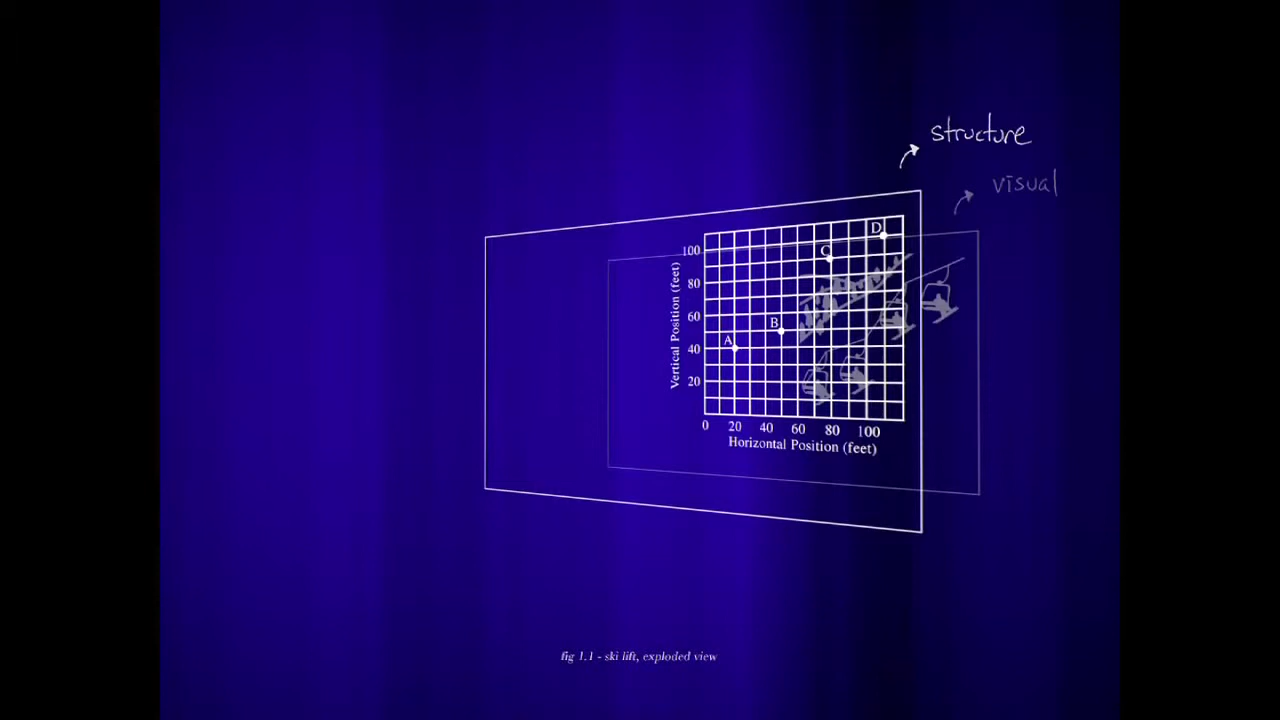 structure
visual
D
100
C
80
60
B
A
40
20
Vertical Position (feet)
0 20 40 60 80 100
Horizontal Position (feet)
fig 1.1 - ski lift, exploded view